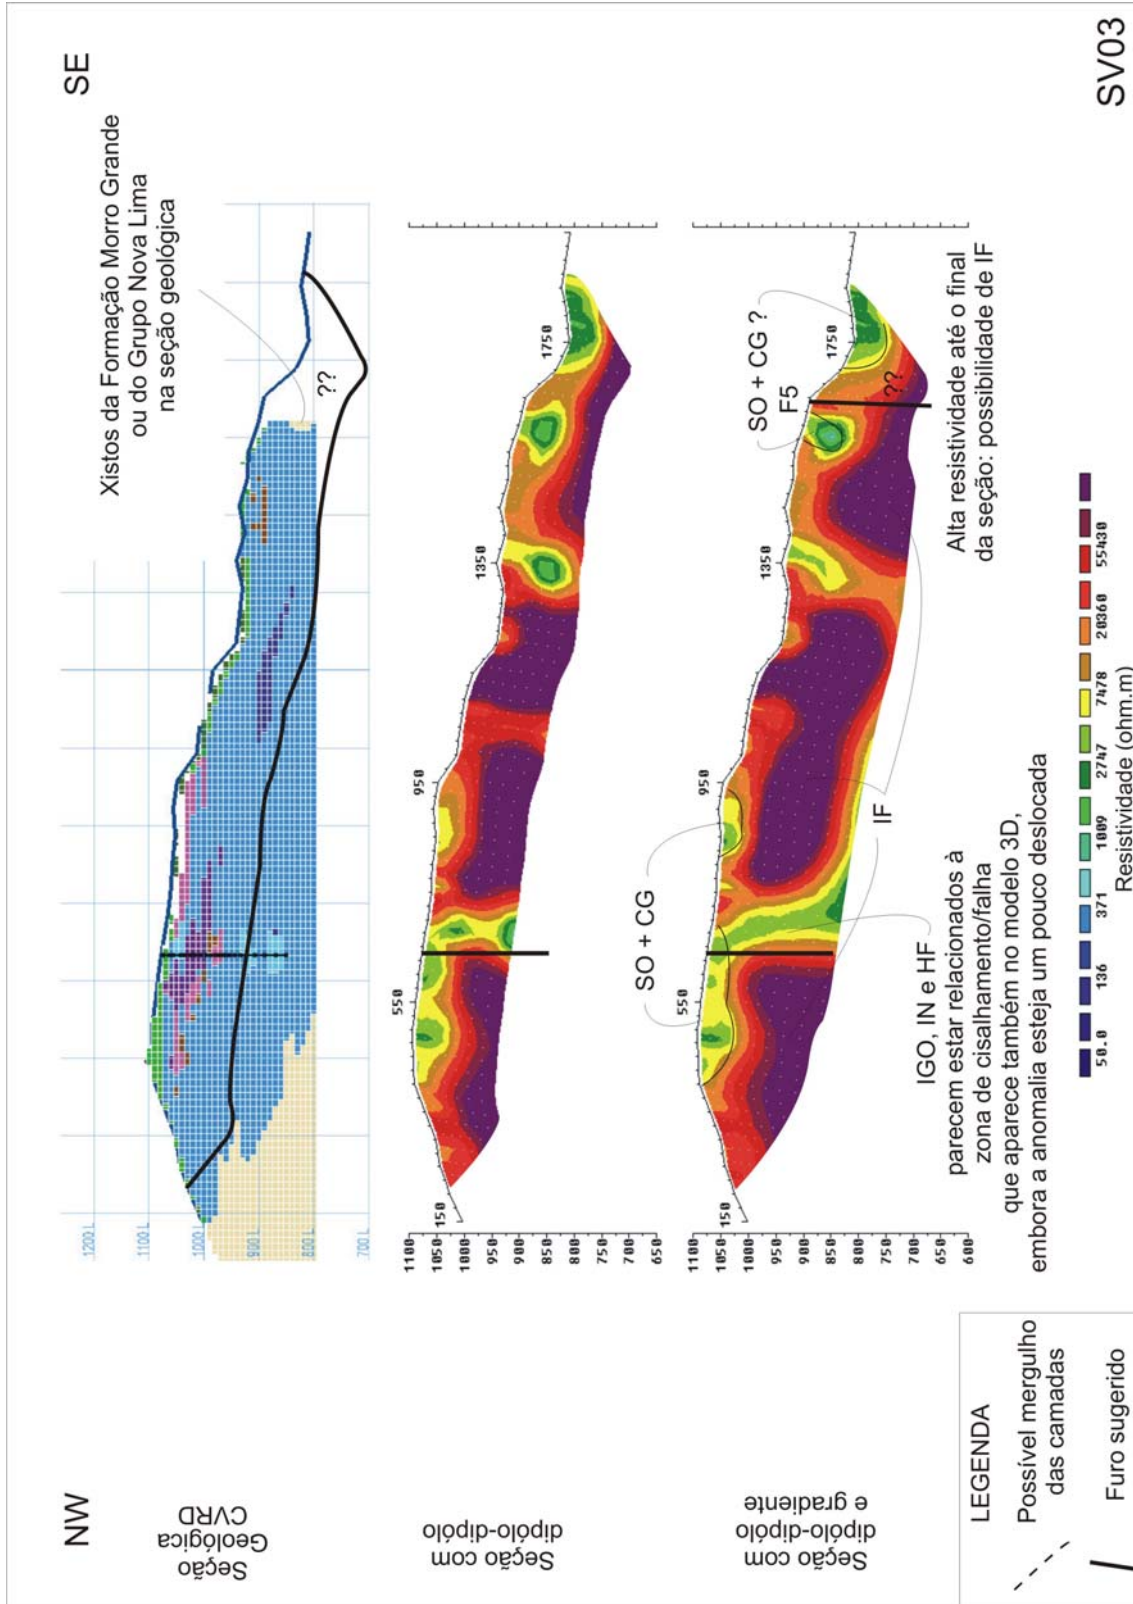 NW
SE
SV03
Xistos da Formação Morro Grande
ou do Grupo Nova Lima
na seção geológica
Seção
Geológica
CVRD
1200 L
1100 L
1000 L
900 L
800 L
700 L
??
Seção com
dipólo-dipólo
1100
1050
1000
950
900
850
800
750
700
650
150
550
950
1350
1750
Seção com
dipólo-dipólo
e gradiente
1100
1050
1000
950
900
850
800
750
700
650
600
150
550
950
1350
1750
SO + CG
SO + CG ?
F5
??
IF
IGO, IN e HF
parecem estar relacionados à
zona de cisalhamento/falha
que aparece também no modelo 3D,
embora a anomalia esteja um pouco deslocada
Alta resistividade até o final
da seção: possibilidade de IF
50.0 136 371 1009 2747 7478 20360 55430
Resistividade (ohm.m)
LEGENDA
Possível mergulho
das camadas
Furo sugerido